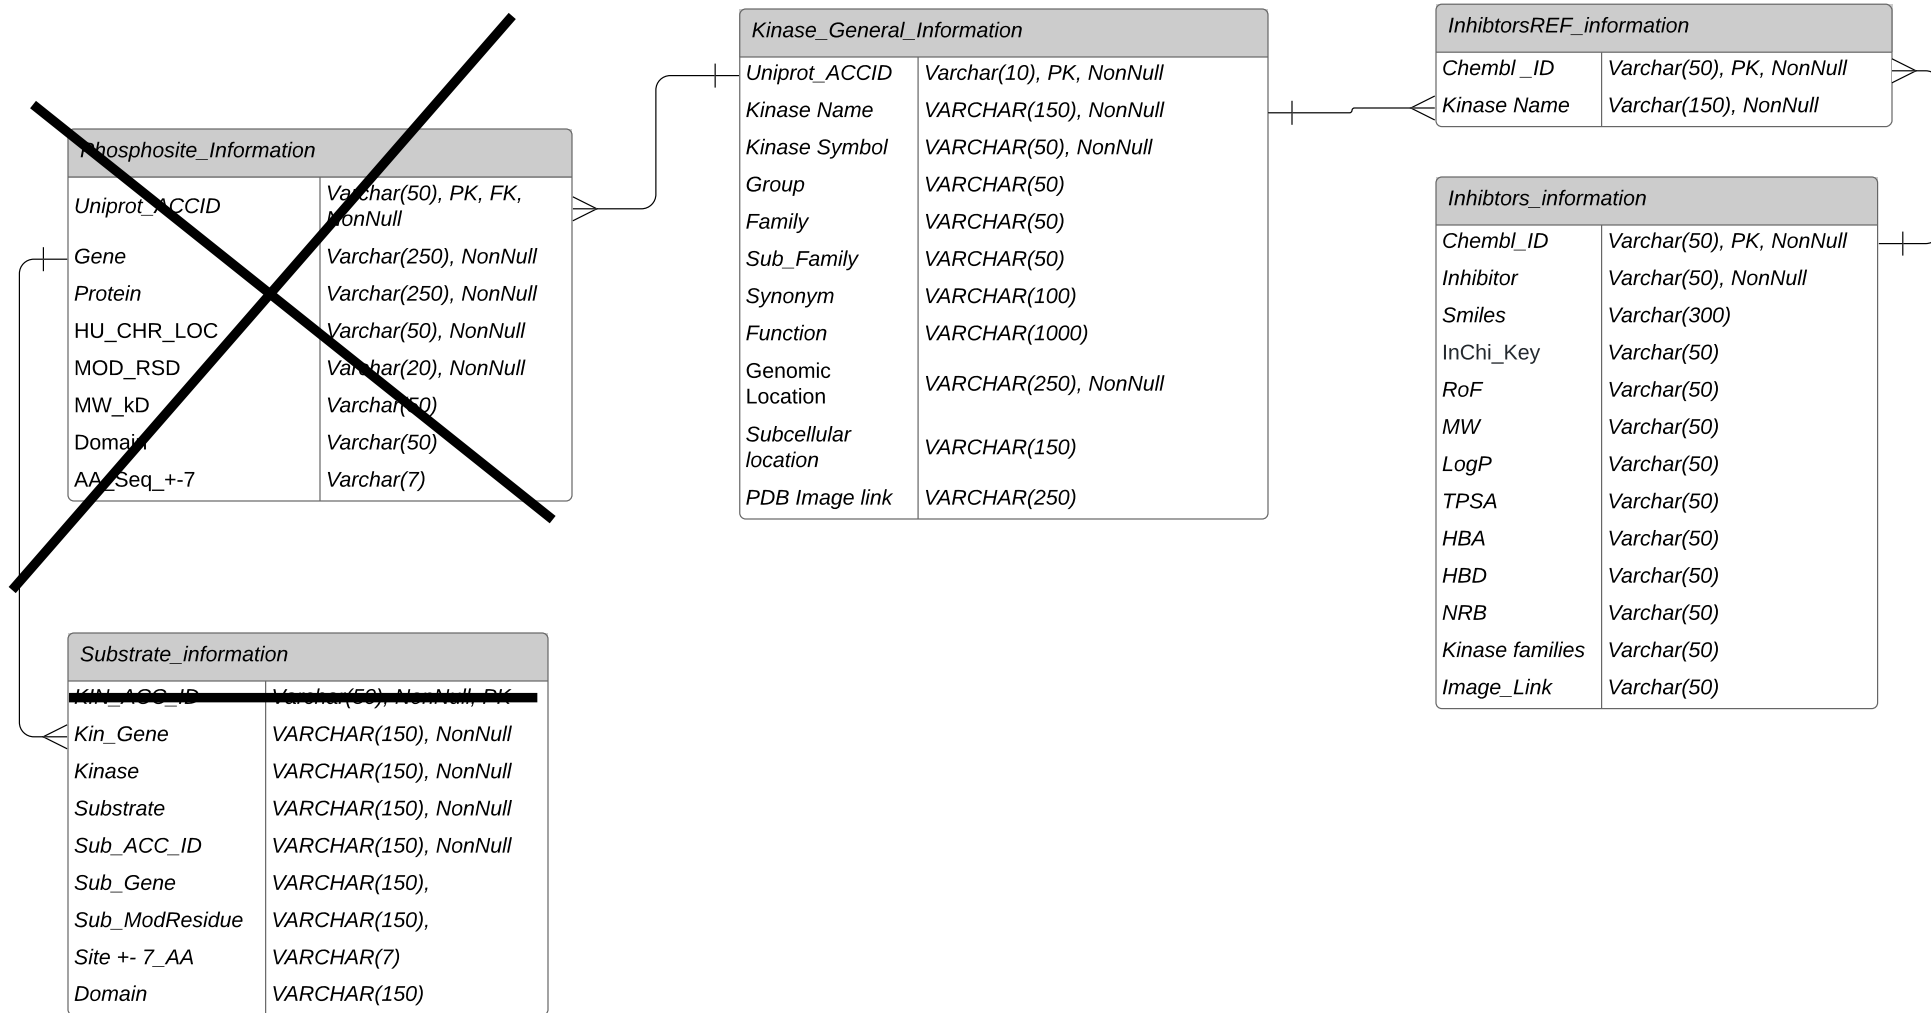 Phosphosite_Information
Uniprot_ACCID Varchar(50), PK, FK,
NonNull
Gene Varchar(250), NonNull
Protein Varchar(250), NonNull
HU_CHR_LOC Varchar(50), NonNull
MOD_RSD Varchar(20), NonNull
MW_kD Varchar(50)
Domain Varchar(50)
AA_Seq_+-7 Varchar(7)
Substrate_information
KIN_ACC_ID Varchar(50), NonNull, PK
Kin_Gene VARCHAR(150), NonNull
Kinase VARCHAR(150), NonNull
Substrate VARCHAR(150), NonNull
Sub_ACC_ID VARCHAR(150), NonNull
Sub_Gene VARCHAR(150),
Sub_ModResidue VARCHAR(150),
Site +- 7_AA VARCHAR(7)
Domain VARCHAR(150)
Kinase_General_Information
Uniprot_ACCID Varchar(10), PK, NonNull
Kinase Name VARCHAR(150), NonNull
Kinase Symbol VARCHAR(50), NonNull
Group VARCHAR(50)
Family VARCHAR(50)
Sub_Family VARCHAR(50)
Synonym VARCHAR(100)
Function VARCHAR(1000)
Genomic
Location VARCHAR(250), NonNull
Subcellular
location VARCHAR(150)
PDB Image link VARCHAR(250)
InhibtorsREF_information
Chembl _ID Varchar(50), PK, NonNull
Kinase Name Varchar(150), NonNull
Inhibtors_information
Chembl_ID Varchar(50), PK, NonNull
Inhibitor Varchar(50), NonNull
Smiles Varchar(300)
InChi_Key Varchar(50)
RoF Varchar(50)
MW Varchar(50)
LogP Varchar(50)
TPSA Varchar(50)
HBA Varchar(50)
HBD Varchar(50)
NRB Varchar(50)
Kinase families Varchar(50)
Image_Link Varchar(50)